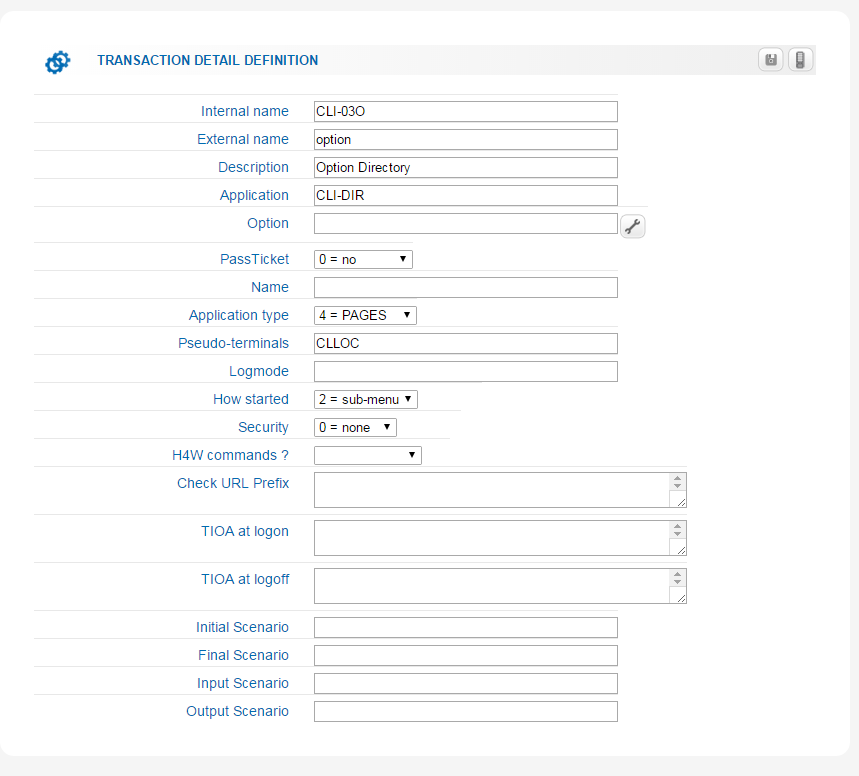 TRANSACTION DETAIL DEFINITION
Internal name CLI-03O
External name option
Description Option Directory
Application CLI-DIR
Option
PassTicket 0 = no
Name
Application type 4 = PAGES
Pseudo-terminals CLLOC
Logmode
How started 2 = sub-menu
Security 0 = none
H4W commands ?
Check URL Prefix
TIOA at logon
TIOA at logoff
Initial Scenario
Final Scenario
Input Scenario
Output Scenario